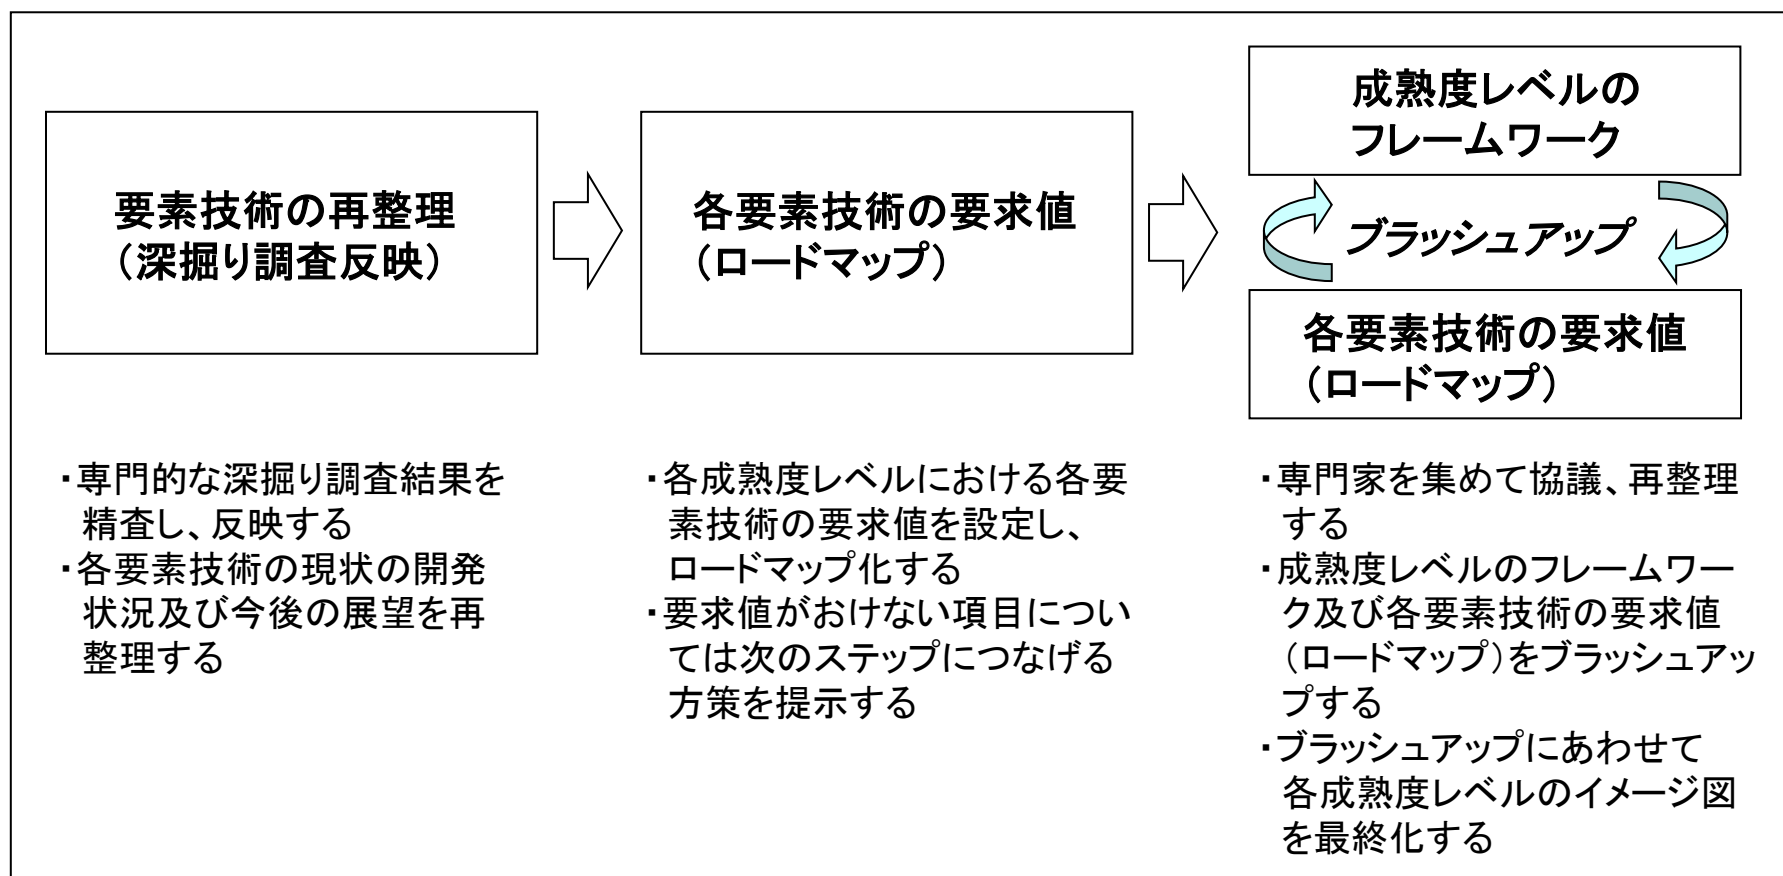 要素技術の再整理
（深掘り調査反映）
・専門的な深掘り調査結果を
精査し、反映する
・各要素技術の現状の開発
状況及び今後の展望を再
整理する
各要素技術の要求値
（ロードマップ）
・各成熟度レベルにおける各要
素技術の要求値を設定し、
ロードマップ化する
・要求値がおけない項目につい
ては次のステップにつなげる
方策を提示する
成熟度レベルの
フレームワーク
ブラッシュアップ
各要素技術の要求値
（ロードマップ）
・専門家を集めて協議、再整理
する
・成熟度レベルのフレームワー
ク及び各要素技術の要求値
（ロードマップ）をブラッシュアッ
プする
・ブラッシュアップにあわせて
各成熟度レベルのイメージ図
を最終化する